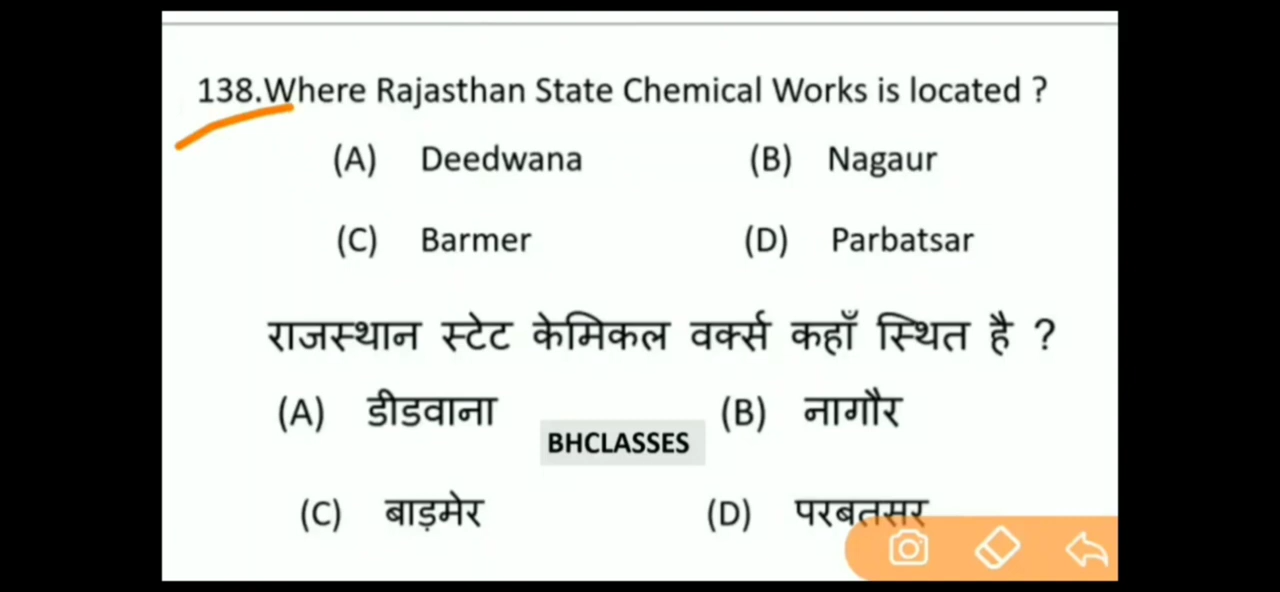 138.Where Rajasthan State Chemical Works is located ?
(A) Deedwana (B) Nagaur
(C) Barmer (D) Parbatsar
राजस्थान स्टेट केमिकल वर्क्स कहाँ स्थित है ?
(A) डीडवाना (B) नागौर
BHCLASSES
(C) बाड़मेर (D) परबतसर